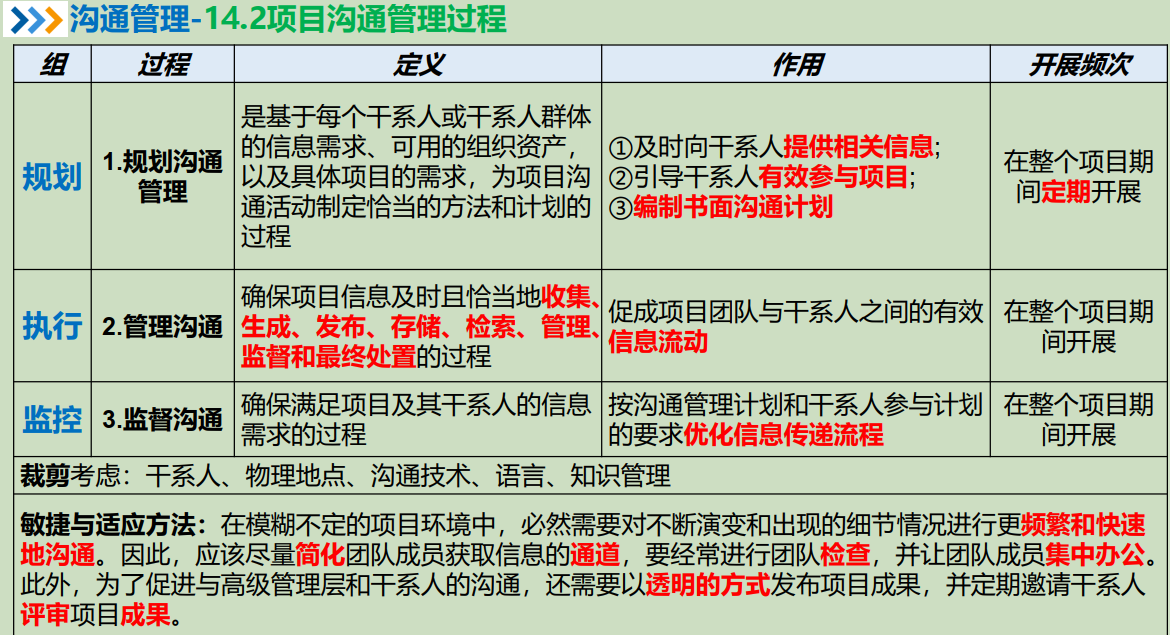 沟通管理-14.2项目沟通管理过程
组 过程 定义 作用 开展频次
规划
1.规划沟通
管理
是基于每个干系人或干系人群体
的信息需求、可用的组织资产，
以及具体项目的需求，为项目沟
通活动制定恰当的方法和计划的
过程
①及时向干系人提供相关信息;
②引导干系人有效参与项目;
③编制书面沟通计划
在整个项目期
间定期开展
执行
2.管理沟通
确保项目信息及时且恰当地收集、
生成、发布、存储、检索、管理、
监督和最终处置的过程
促成项目团队与干系人之间的有效
信息流动
在整个项目期
间开展
监控
3.监督沟通
确保满足项目及其干系人的信息
需求的过程
按沟通管理计划和干系人参与计划
的要求优化信息传递流程
在整个项目期
间开展
裁剪考虑：干系人、物理地点、沟通技术、语言、知识管理
敏捷与适应方法：在模糊不定的项目环境中，必然需要对不断演变和出现的细节情况进行更频繁和快速
地沟通。因此，应该尽量简化团队成员获取信息的通道，要经常进行团队检查，并让团队成员集中办公。
此外，为了促进与高级管理层和干系人的沟通，还需要以透明的方式发布项目成果，并定期邀请干系人
评审项目成果。